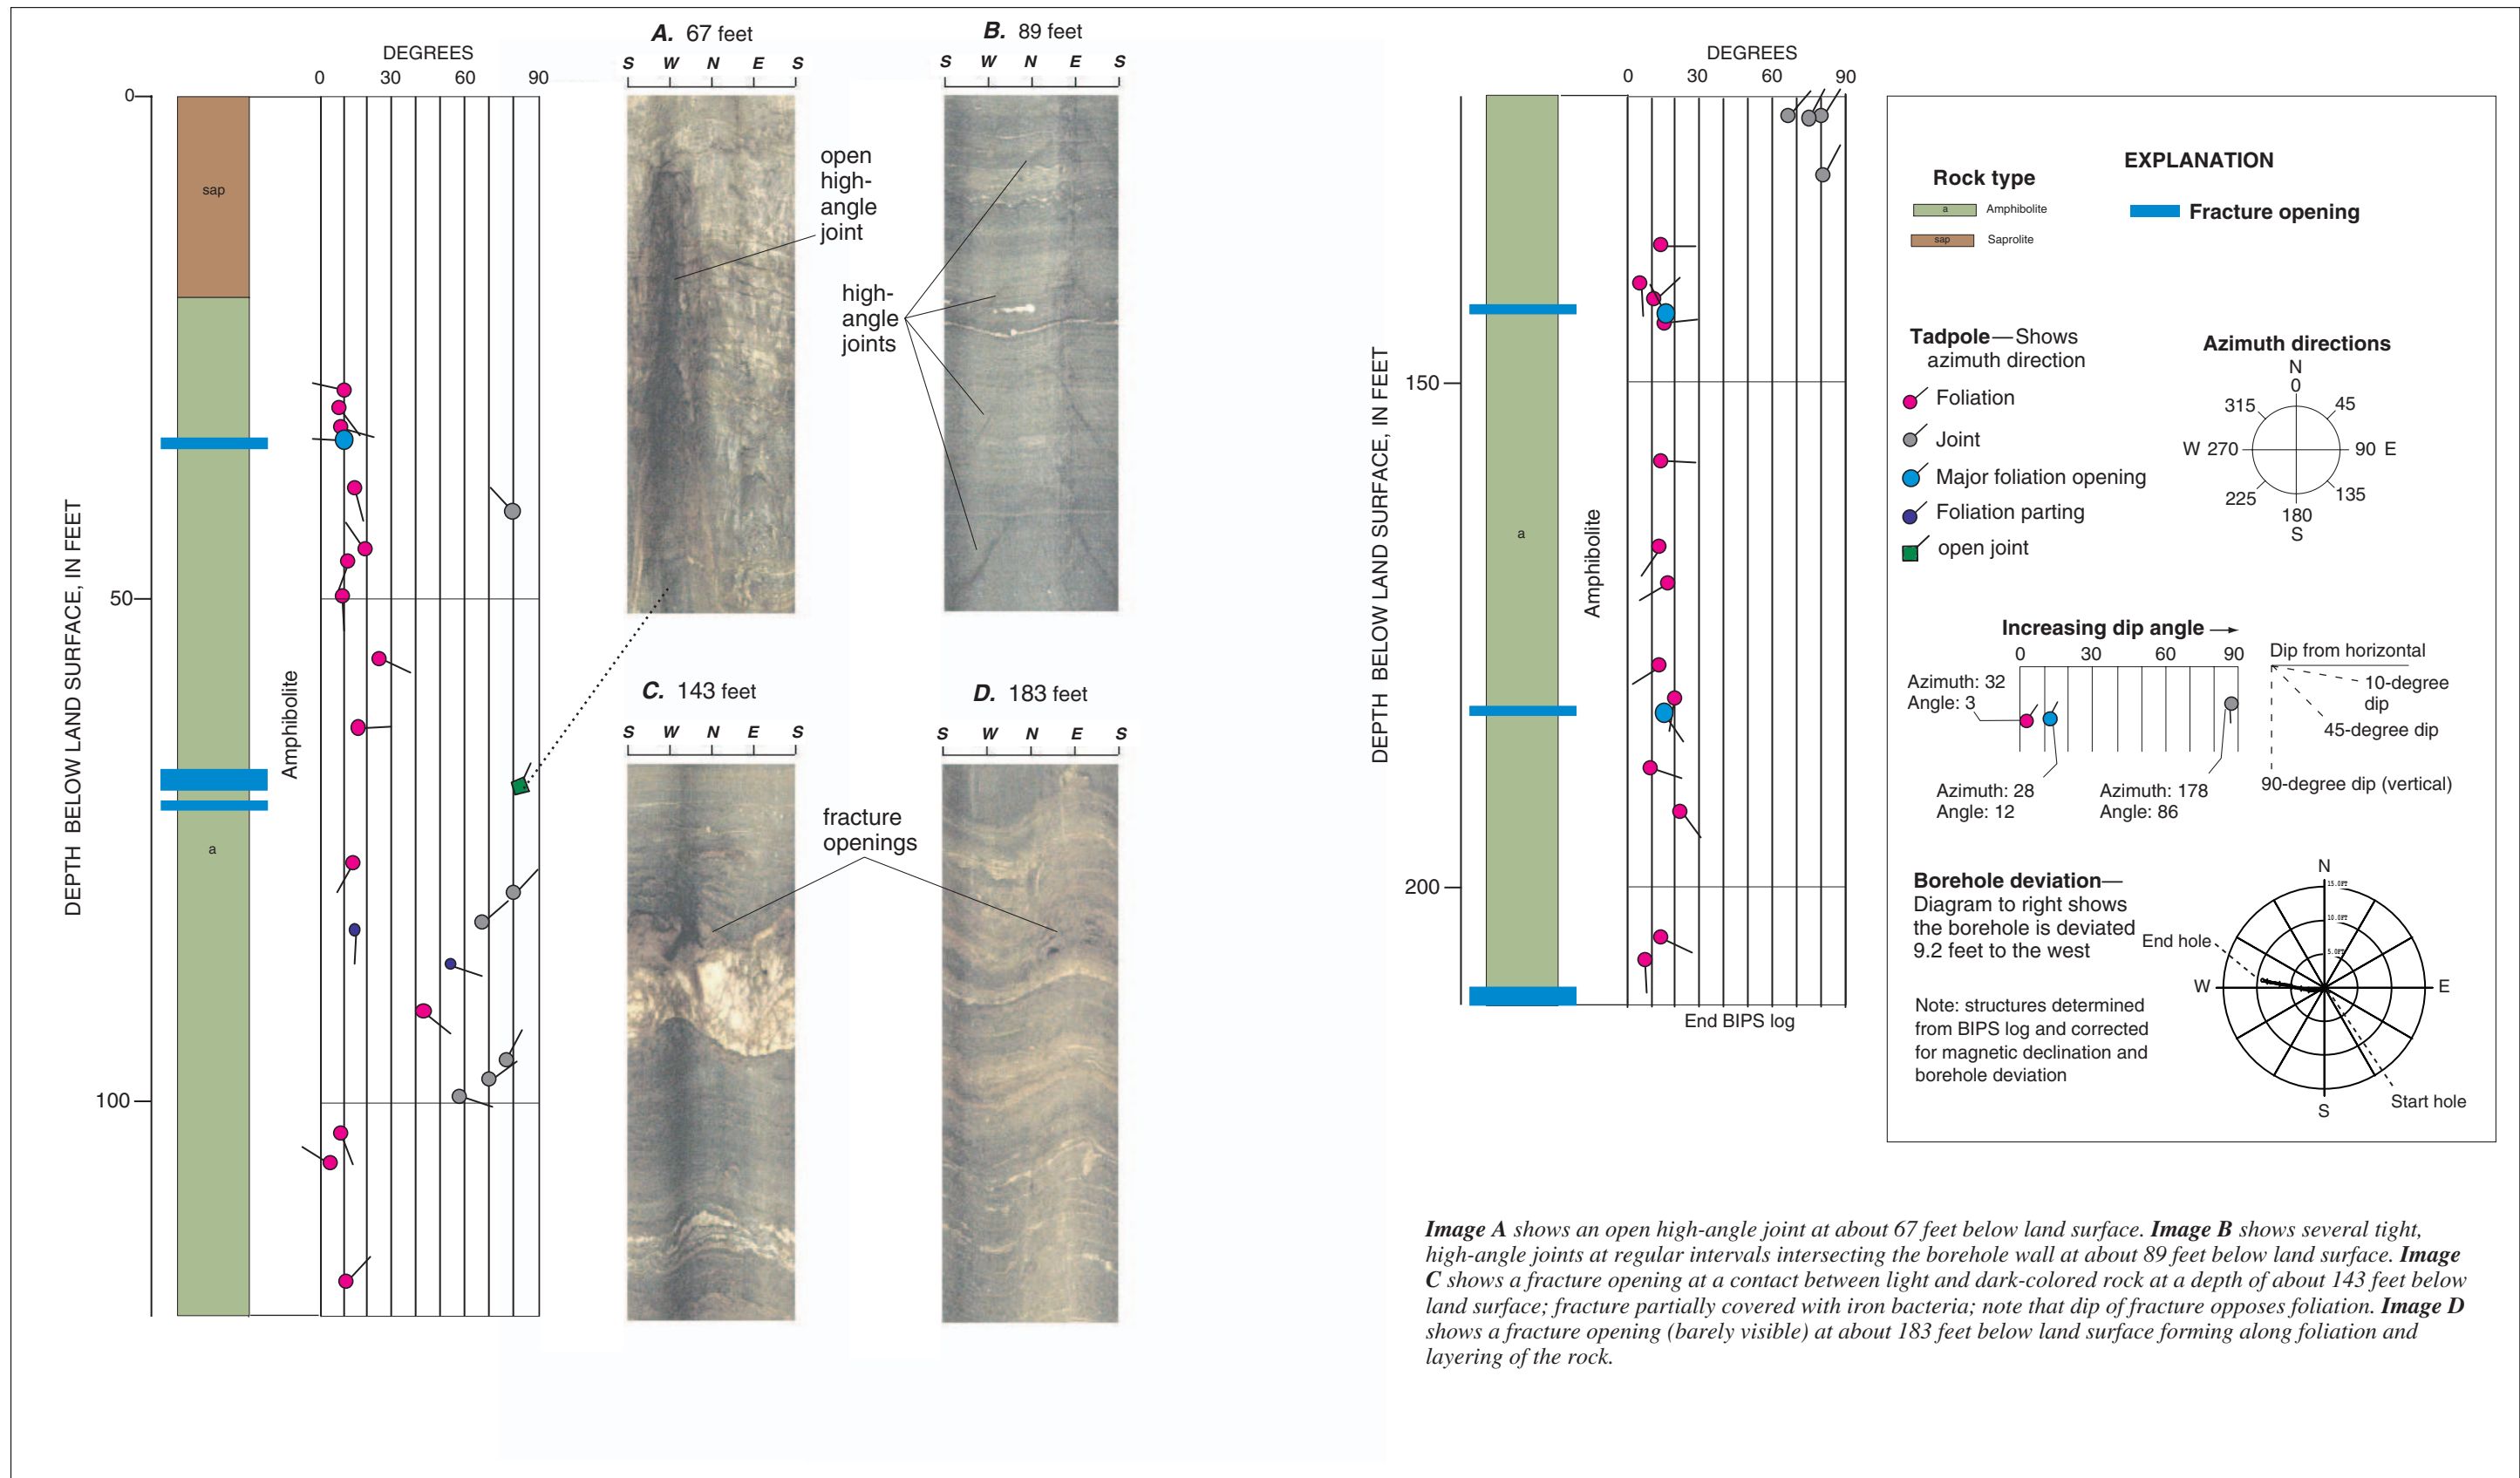 DEGREES
0 30 60 90
0
50
100
DEPTH BELOW LAND SURFACE, IN FEET
sap
a
Amphibolite
A. 67 feet
S W N E S
open
high-
angle
joint
B. 89 feet
S W N E S
high-
angle
joints
C. 143 feet
S W N E S
fracture
openings
D. 183 feet
S W N E S
DEGREES
0 30 60 90
150
200
DEPTH BELOW LAND SURFACE, IN FEET
a
Amphibolite
End BIPS log
EXPLANATION
Rock type
a Amphibolite
sap Saprolite
Fracture opening
Tadpole—Shows
azimuth direction
Foliation
Joint
Major foliation opening
Foliation parting
open joint
Azimuth directions
N
0
315 45
W 270 90 E
225 135
180
S
Increasing dip angle
0 30 60 90
Azimuth: 32
Angle: 3
Azimuth: 28
Angle: 12
Azimuth: 178
Angle: 86
Dip from horizontal
10-degree
dip
45-degree dip
90-degree dip (vertical)
Borehole deviation—
Diagram to right shows
the borehole is deviated
9.2 feet to the west
Note: structures determined
from BIPS log and corrected
for magnetic declination and
borehole deviation
N
15.0FT
10.0FT
5.0FT
End hole
W E
S
Start hole
Image A shows an open high-angle joint at about 67 feet below land surface. Image B shows several tight,
high-angle joints at regular intervals intersecting the borehole wall at about 89 feet below land surface. Image
C shows a fracture opening at a contact between light and dark-colored rock at a depth of about 143 feet below
land surface; fracture partially covered with iron bacteria; note that dip of fracture opposes foliation. Image D
shows a fracture opening (barely visible) at about 183 feet below land surface forming along foliation and
layering of the rock.